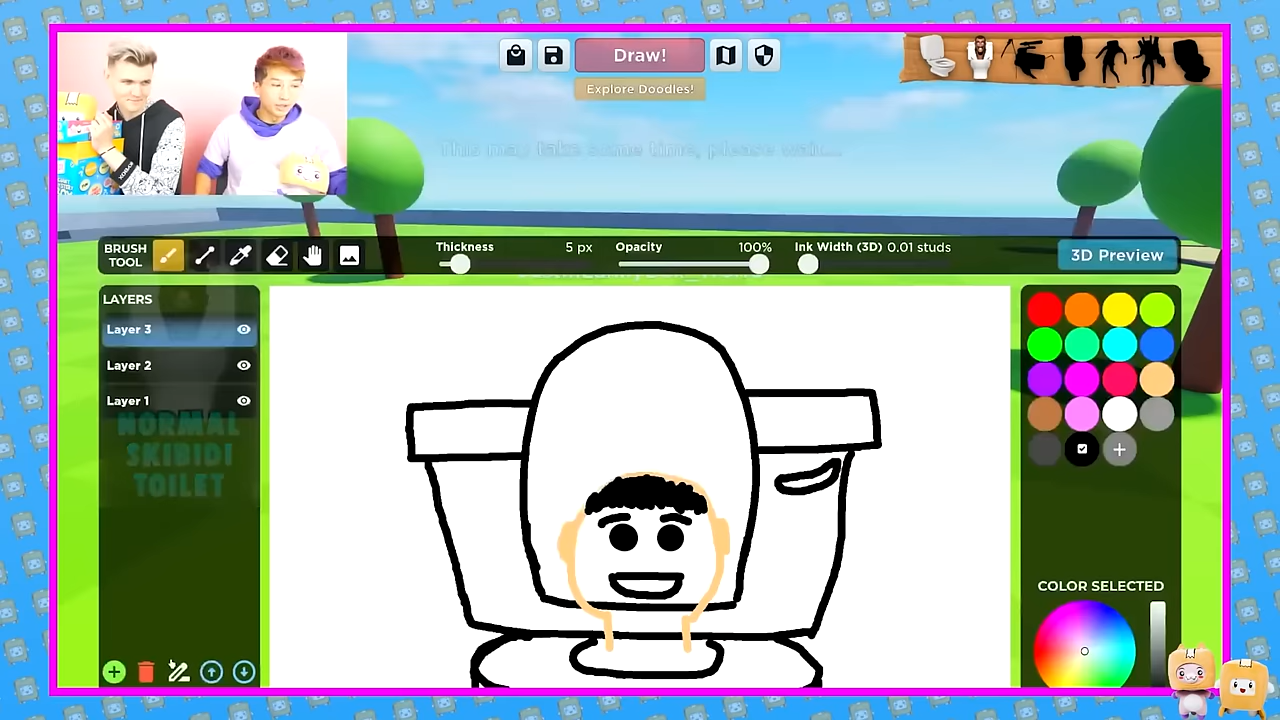 Draw!
Explore Doodles!
This may take some time, please wait...
BRUSH TOOL
Thickness 5 px
Opacity 100%
Ink Width (3D) 0.01 studs
3D Preview
LAYERS
Layer 3
Layer 2
Layer 1
NORMAL
SKIBIDI
TOILET
COLOR SELECTED